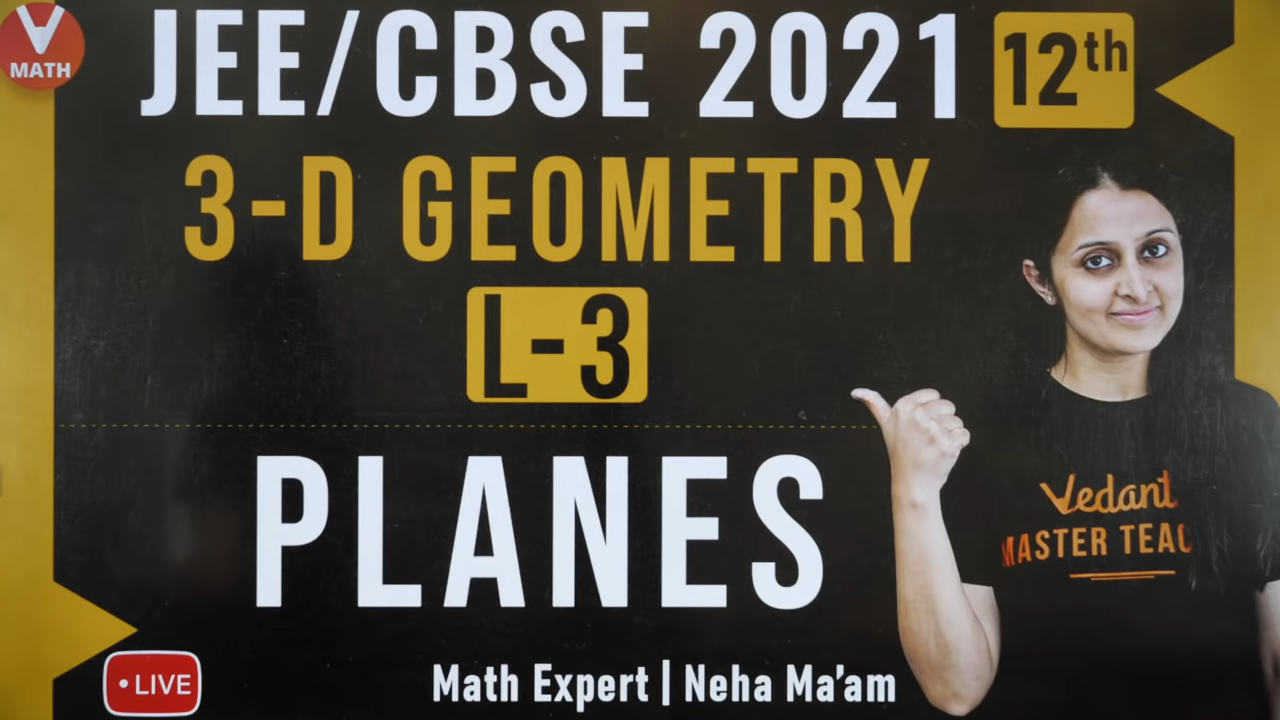 V
MATH
JEE/CBSE 2021 12th
3-D GEOMETRY
L-3
PLANES
Vedant
MASTER TEAC
• LIVE
Math Expert | Neha Ma'am